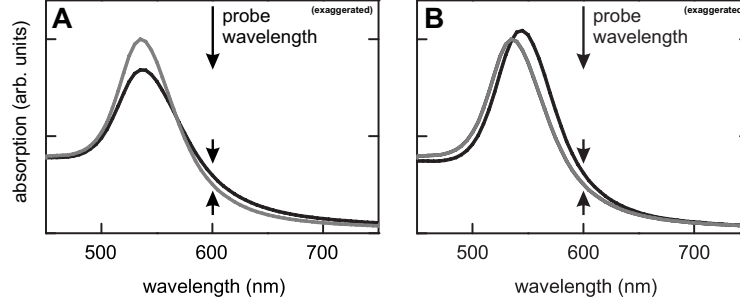 A
probe
wavelength
(exaggerated)
absorption (arb. units)
500
600
700
wavelength (nm)
B
probe
wavelength
(exaggerated)
500
600
700
wavelength (nm)